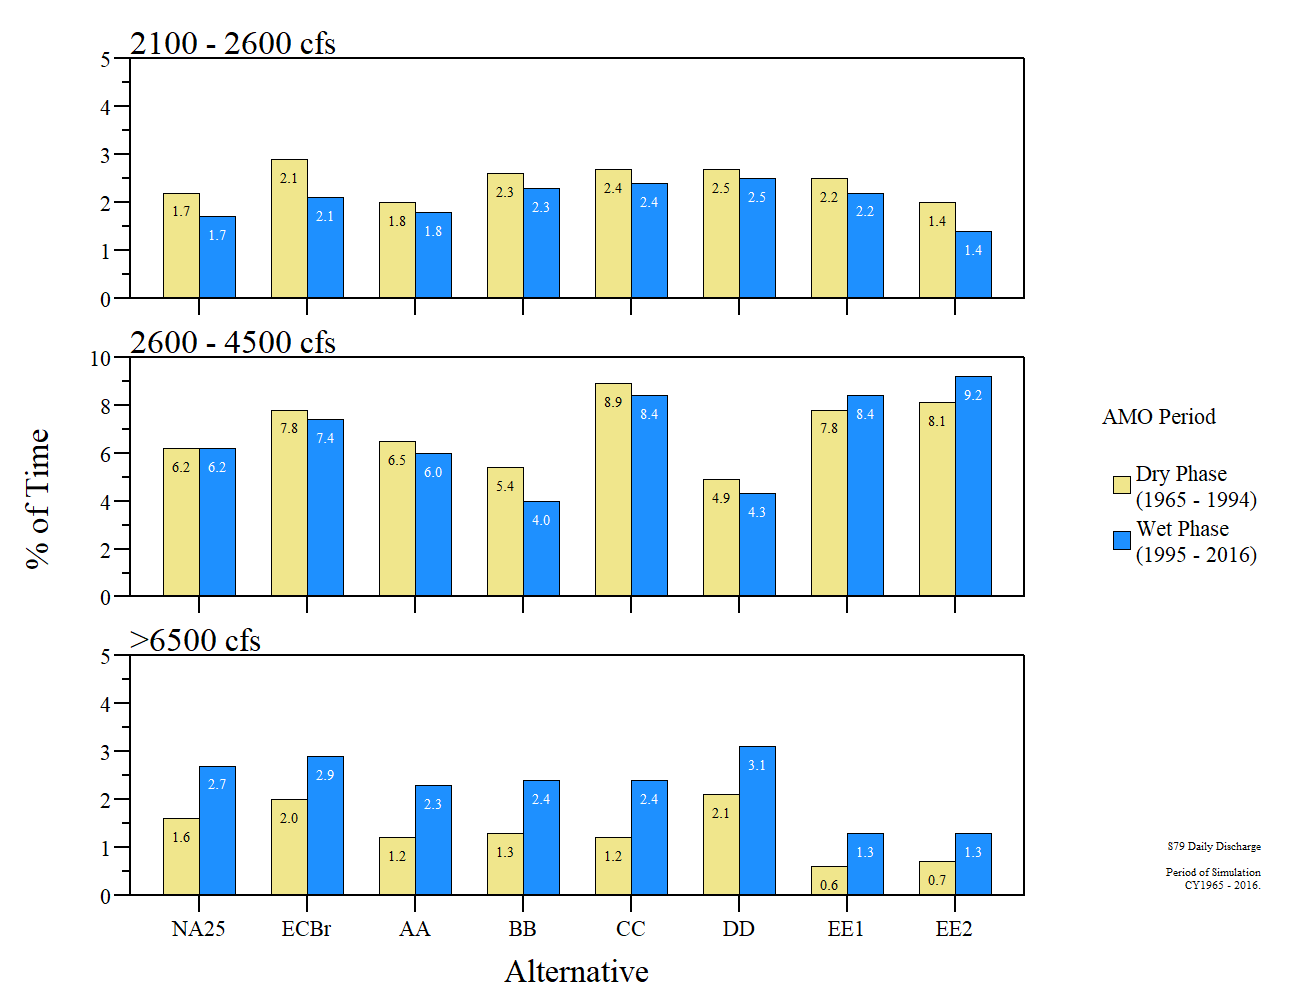 2100 - 2600 cfs
5
4
3
2
1
0
1.7 1.7 2.1 2.1 1.8 1.8 2.3 2.3 2.4 2.4 2.5 2.5 2.2 2.2 1.4 1.4
2600 - 4500 cfs
10
8
6
4
2
0
6.2 6.2 7.8 7.4 6.5 6.0 5.4 4.0 8.9 8.4 4.9 4.3 7.8 8.4 8.1 9.2
>6500 cfs
5
4
3
2
1
0
1.6 2.7 2.0 2.9 1.2 2.3 1.3 2.4 1.2 2.4 2.1 3.1 0.6 1.3 0.7 1.3
NA25 ECBr AA BB CC DD EE1 EE2
Alternative
% of Time
AMO Period
Dry Phase
(1965 - 1994)
Wet Phase
(1995 - 2016)
S79 Daily Discharge
Period of Simulation
CY1965 - 2016.